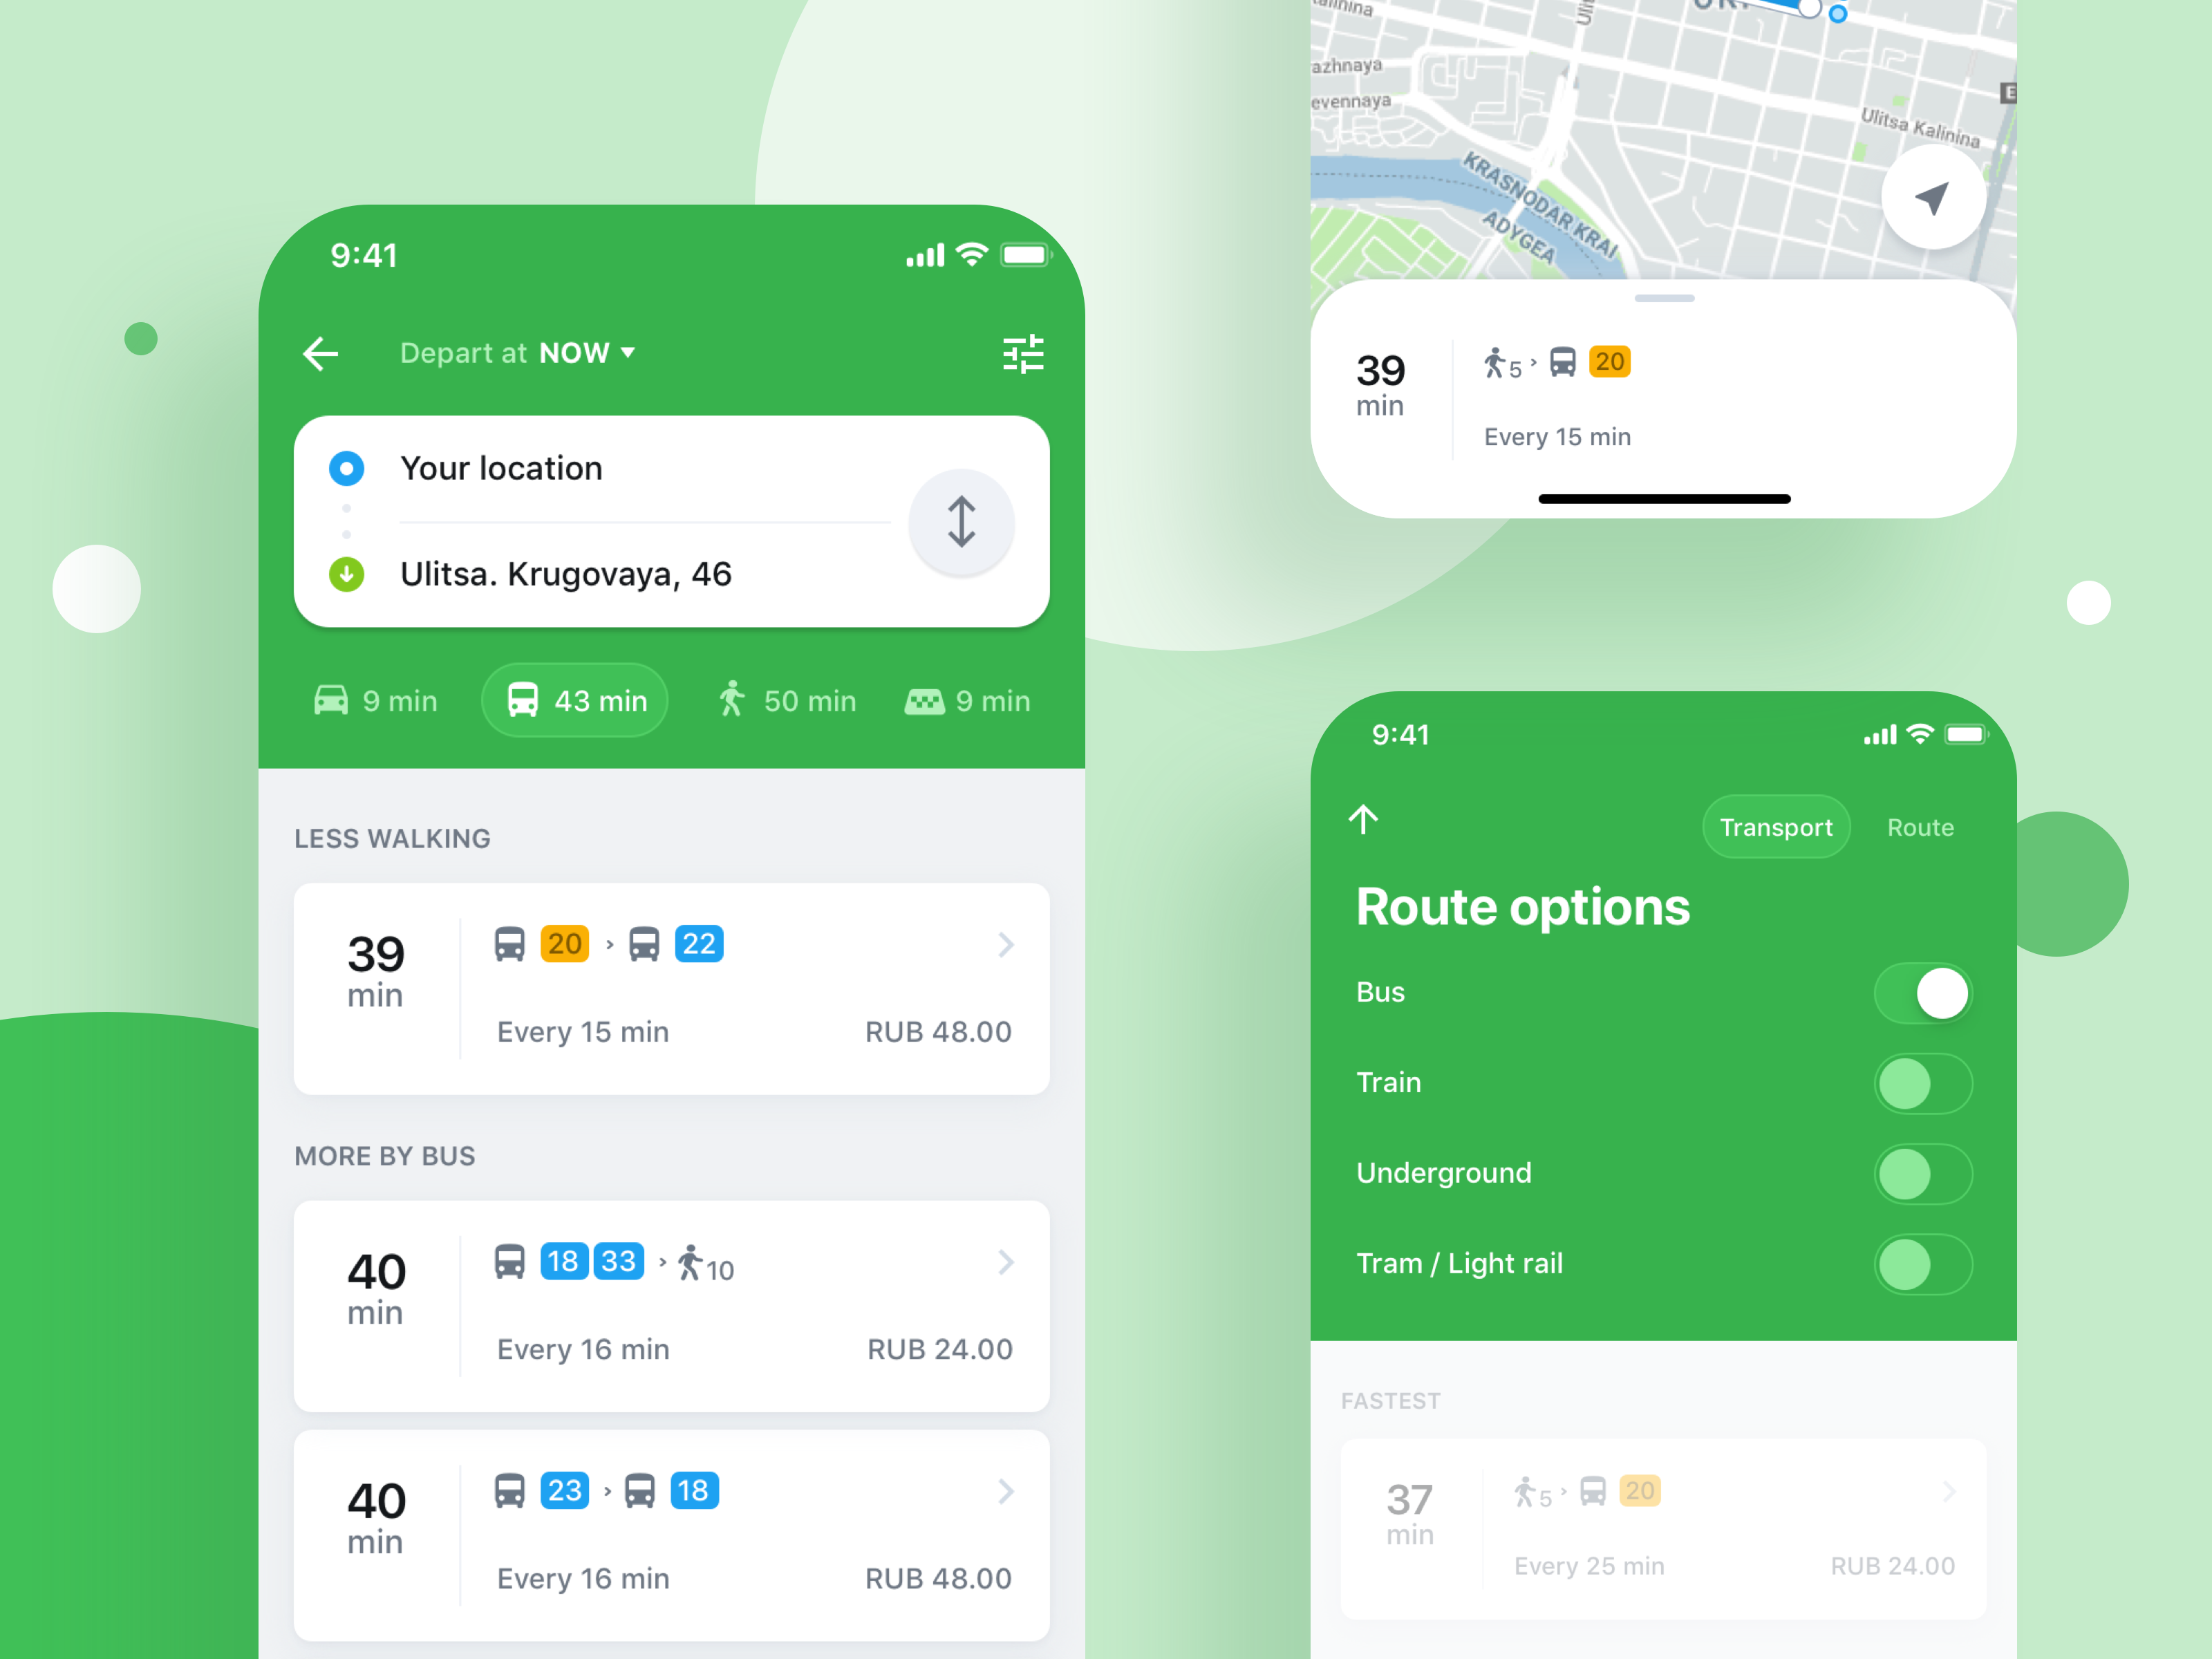 9:41
Depart at NOW
Your location
Ulitsa. Krugovaya, 46
9 min
43 min
50 min
9 min
LESS WALKING
39
min
20 › 22
Every 15 min
RUB 48.00
MORE BY BUS
40
min
18 33 › 10
Every 16 min
RUB 24.00
40
min
23 › 18
Every 16 min
RUB 48.00
azhnaya
evennaya
Ulitsa Kalinina
KRASNODAR KRAI
ADYGEA
39
min
5 › 20
Every 15 min
9:41
Transport
Route
Route options
Bus
Train
Underground
Tram / Light rail
FASTEST
37
min
5 › 20
Every 25 min
RUB 24.00